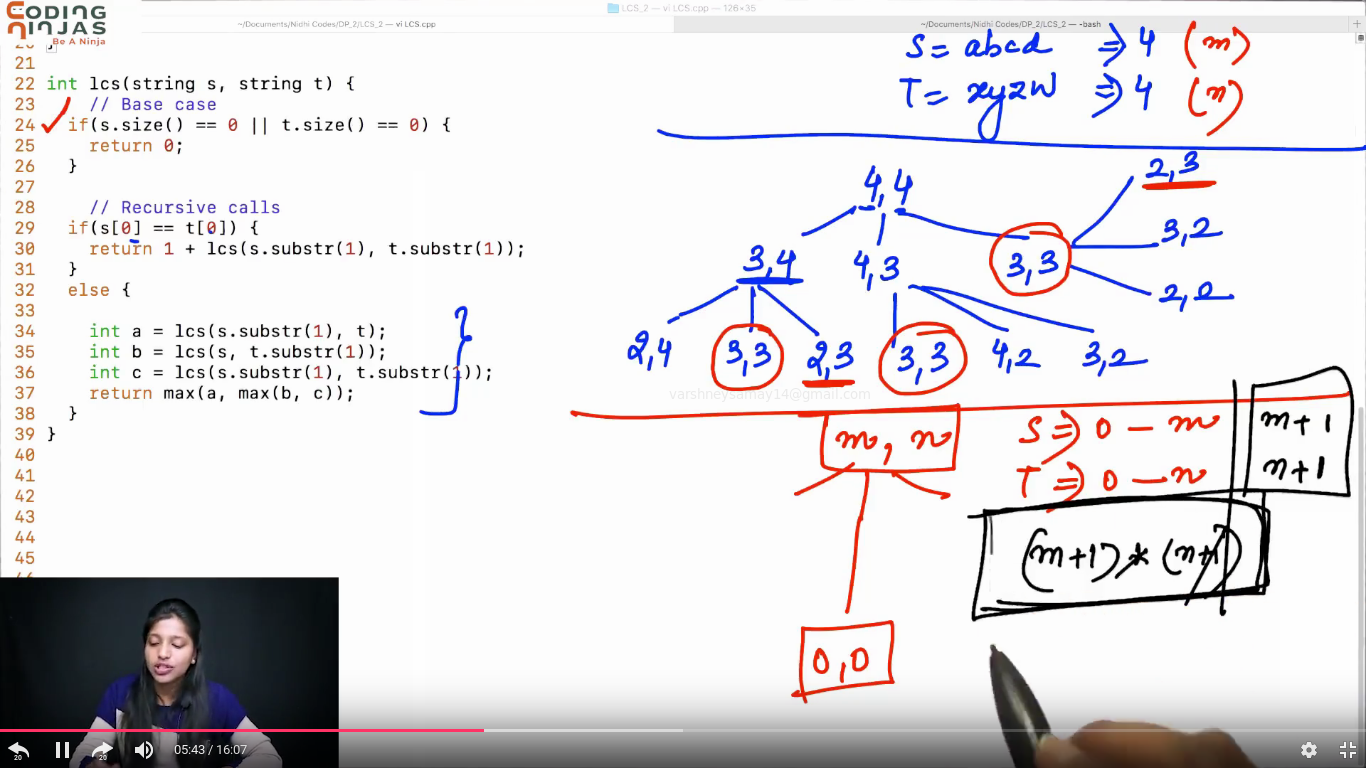 CODING
NINJAS
Be A Ninja
LCS_2 — vi LCS.cpp — 126×35
~/Documents/Nidhi Codes/DP_2/LCS_2 — vi LCS.cpp
~/Documents/Nidhi Codes/DP_2/LCS_2 — -bash
20 }
21
22 int lcs(string s, string t) {
23 // Base case
24 if(s.size() == 0 || t.size() == 0) {
25 return 0;
26 }
27
28 // Recursive calls
29 if(s[0] == t[0]) {
30 return 1 + lcs(s.substr(1), t.substr(1));
31 }
32 else {
33
34 int a = lcs(s.substr(1), t);
35 int b = lcs(s, t.substr(1));
36 int c = lcs(s.substr(1), t.substr(1));
37 return max(a, max(b, c));
38 }
39 }
40
41
42
43
44
45
S = abcd ⇒ 4 (m)
T = xyzw ⇒ 4 (n)
4,4
2,3
3,2
2,0
3,4 4,3 3,3
2,4 3,3 2,3 3,3 4,2 3,2
varshneysamay14@gmail.com
m, n
S ⇒ 0 — m
T ⇒ 0 — n
m+1
n+1
(m+1) * (n+1)
0,0
20
20
05:43 / 16:07